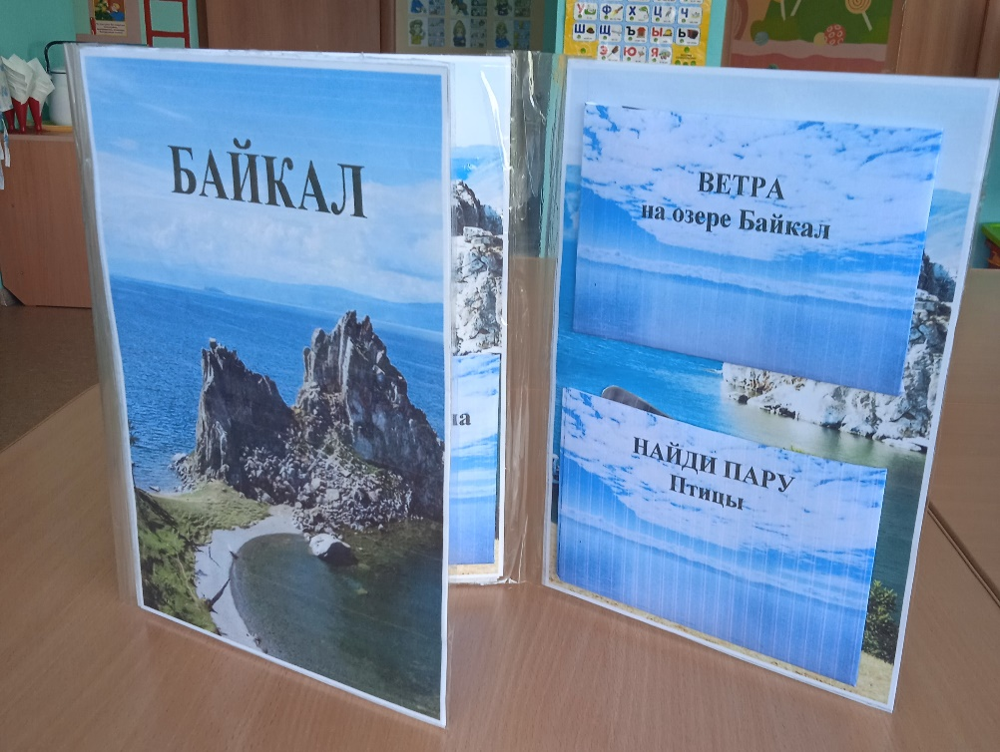 БАЙКАЛ
ВЕТРА
на озере Байкал
НАЙДИ ПАРУ
Птицы
У Ф Х Ц Ч
Ш Щ Ъ Ы Ь
Э Ю Я